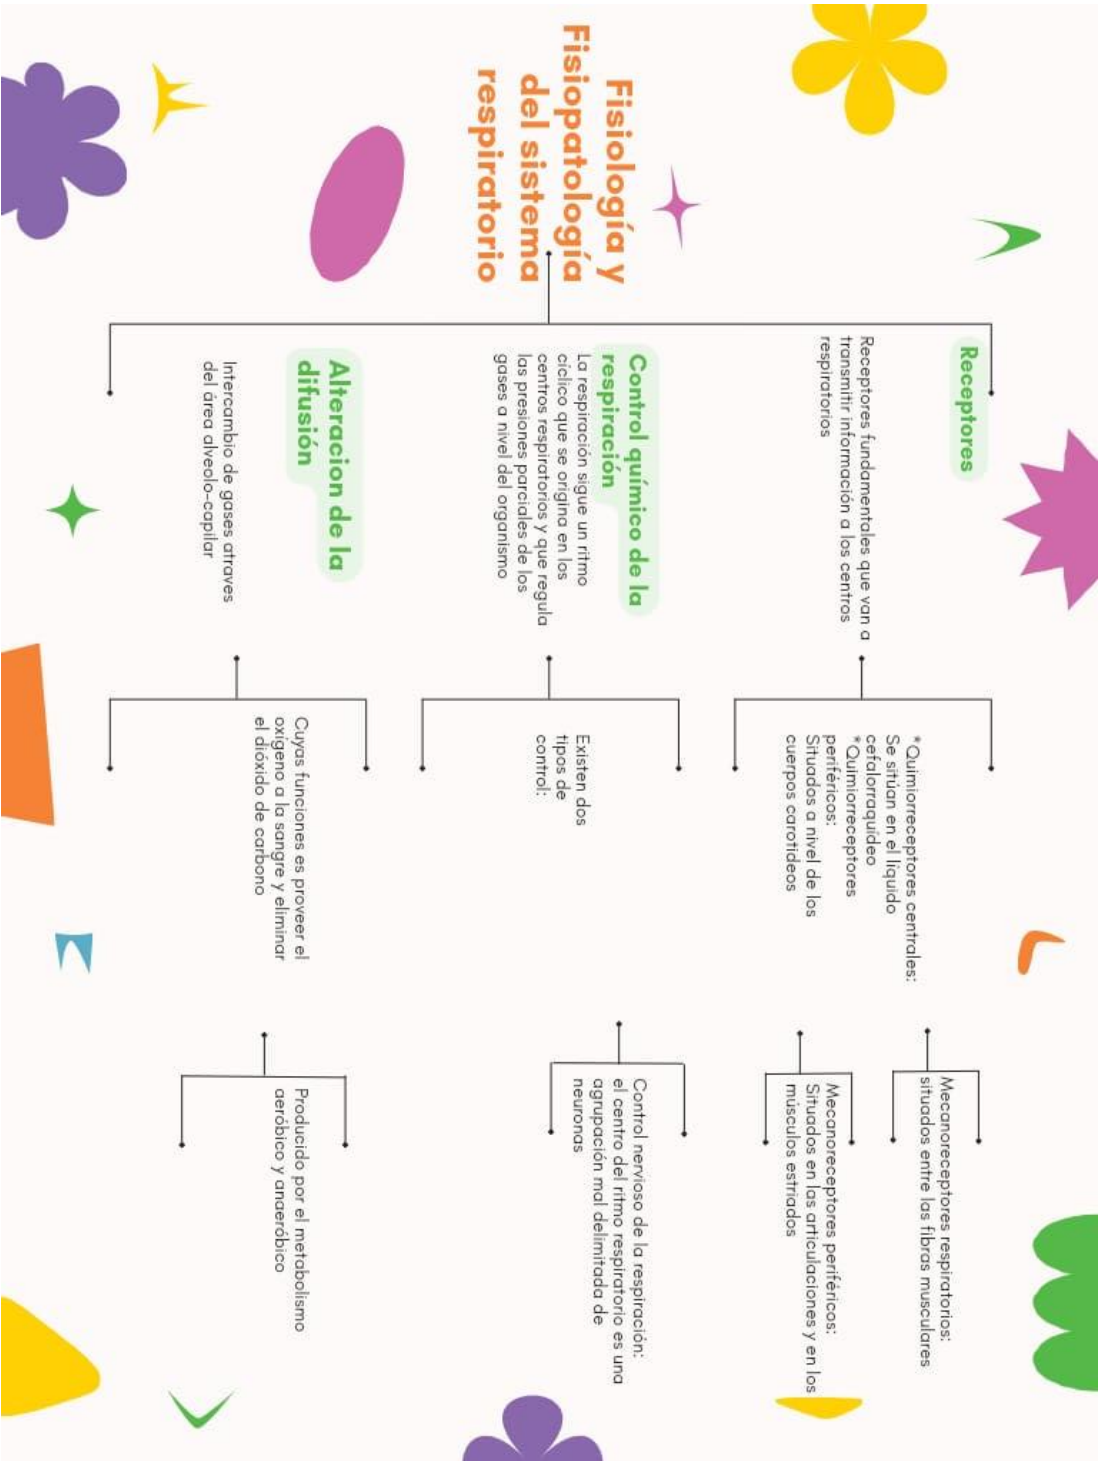 Fisiología y
Fisiopatología
del sistema
respiratorio
Receptores
Receptores fundamentales que van a
transmitir información a los centros
respiratorios
*Quimiorreceptores centrales:
Se sitúan en el líquido
cefalorraquídeo
*Quimiorreceptores
periféricos:
Situados a nivel de los
cuerpos carotideos
Mecanoreceptores respiratorios:
situados entre las fibras musculares
Mecanoreceptores periféricos:
Situados en las articulaciones y en los
músculos estriados
Control químico de la
respiración
La respiración sigue un ritmo
cíclico que se origina en los
centros respiratorios y que regula
las presiones parciales de los
gases a nivel del organismo
Existen dos
tipos de
control:
Control nervioso de la respiración:
el centro del ritmo respiratorio es una
agrupación mal delimitada de
neuronas
Alteracion de la
difusión
Intercambio de gases atraves
del área alveolo-capilar
Cuyas funciones es proveer el
oxigeno a la sangre y eliminar
el dióxido de carbono
Producido por el metabolismo
aeróbico y anaeróbico